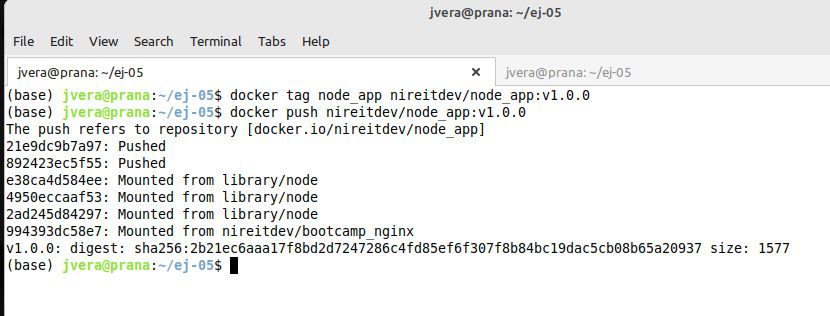 jvera@prana: ~/ej-05
File Edit View Search Terminal Tabs Help
jvera@prana: ~/ej-05 × jvera@prana: ~/ej-05
(base) jvera@prana:~/ej-05$ docker tag node_app nireitdev/node_app:v1.0.0
(base) jvera@prana:~/ej-05$ docker push nireitdev/node_app:v1.0.0
The push refers to repository [docker.io/nireitdev/node_app]
21e9dc9b7a97: Pushed
892423ec5f55: Pushed
e38ca4d584ee: Mounted from library/node
4950eccaaf53: Mounted from library/node
2ad245d84297: Mounted from library/node
994393dc58e7: Mounted from nireitdev/bootcamp_nginx
v1.0.0: digest: sha256:2b21ec6aaa17f8bd2d7247286c4fd85ef6f307f8b84bc19dac5cb08b65a20937 size: 1577
(base) jvera@prana:~/ej-05$